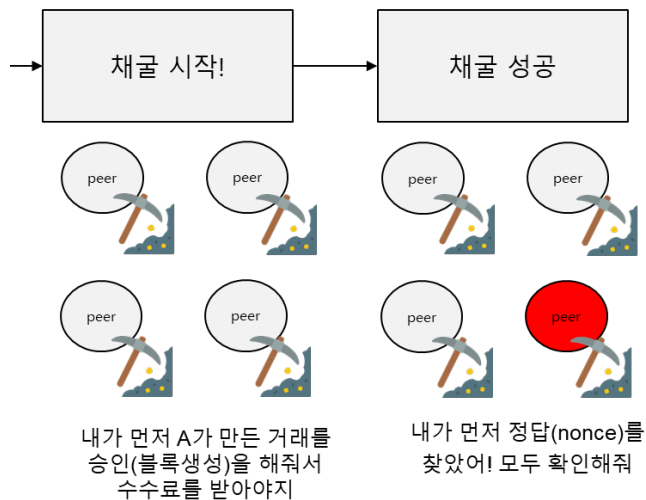 채굴 시작!
채굴 성공
peer
peer
peer
peer
peer
peer
peer
peer
내가 먼저 A가 만든 거래를
승인(블록생성)을 해줘서
수수료를 받아야지
내가 먼저 정답(nonce)를
찾았어! 모두 확인해줘